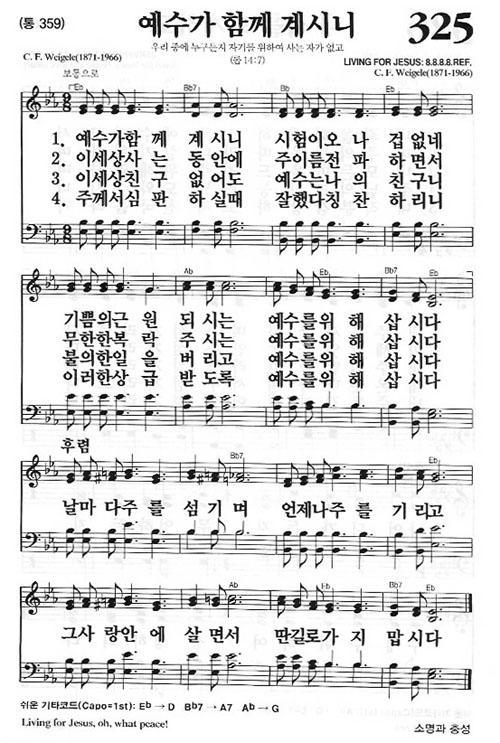 (통 359)
예수가 함께 계시니
325
우리 중에 누구든지 자기를 위하여 사는 자가 없고
(롬 14:7)
C. F. Weigele(1871-1966)
LIVING FOR JESUS: 8.8.8.8.REF.
C. F. Weigele(1871-1966)
보통으로
Eb Bb7 Eb
1. 예수가함 께 계 시니 시험이오 나 겁 없네
2. 이세상사 는 동 안에 주이름전 파 하 면서
3. 이세상친 구 없 어도 예수는나 의 친 구니
4. 주께서심 판 하 실때 잘했다칭 찬 하 리니
Ab Eb Bb7 Eb
기쁨의근 원 되 시는 예수를위 해 삽 시다
무한한복 락 주 시는 예수를위 해 삽 시다
불의한일 을 버 리고 예수를위 해 삽 시다
이러한상 급 받 도록 예수를위 해 삽 시다
후렴
Bb7 Eb
날마 다주 를 섬 기 며 언제나주 를 기 리고
Ab Eb Bb7 Eb
그사 랑안 에 살 면서 딴길로가 지 맙 시다
쉬운 기타코드(Capo=1st): Eb → D Bb7 → A7 Ab → G
Living for Jesus, oh, what peace!
소명과 충성